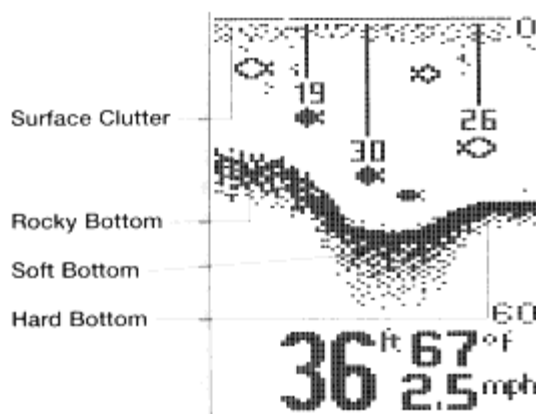 0
19
Surface Clutter
26
30
Rocky Bottom
Soft Bottom
Hard Bottom
60
36 ft 67 °F
2.5 mph